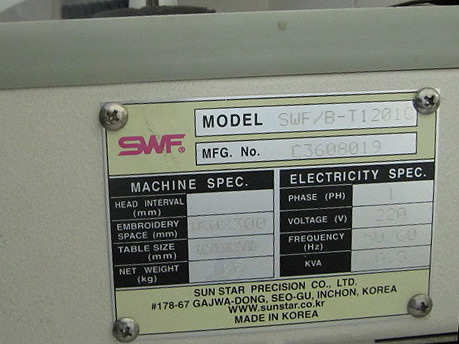 SWF®
MODEL SWF/B-T1201C
MFG. No. C3608019
MACHINE SPEC.
HEAD INTERVAL (mm)
EMBROIDERY SPACE (mm)
TABLE SIZE (mm)
NET WEIGHT (kg)
ELECTRICITY SPEC.
PHASE (PH) 1
VOLTAGE (V) 220
FREQUENCY (Hz)
KVA
SUN STAR PRECISION CO., LTD.
#178-67 GAJWA-DONG, SEO-GU, INCHON, KOREA
www.sunstar.co.kr
MADE IN KOREA